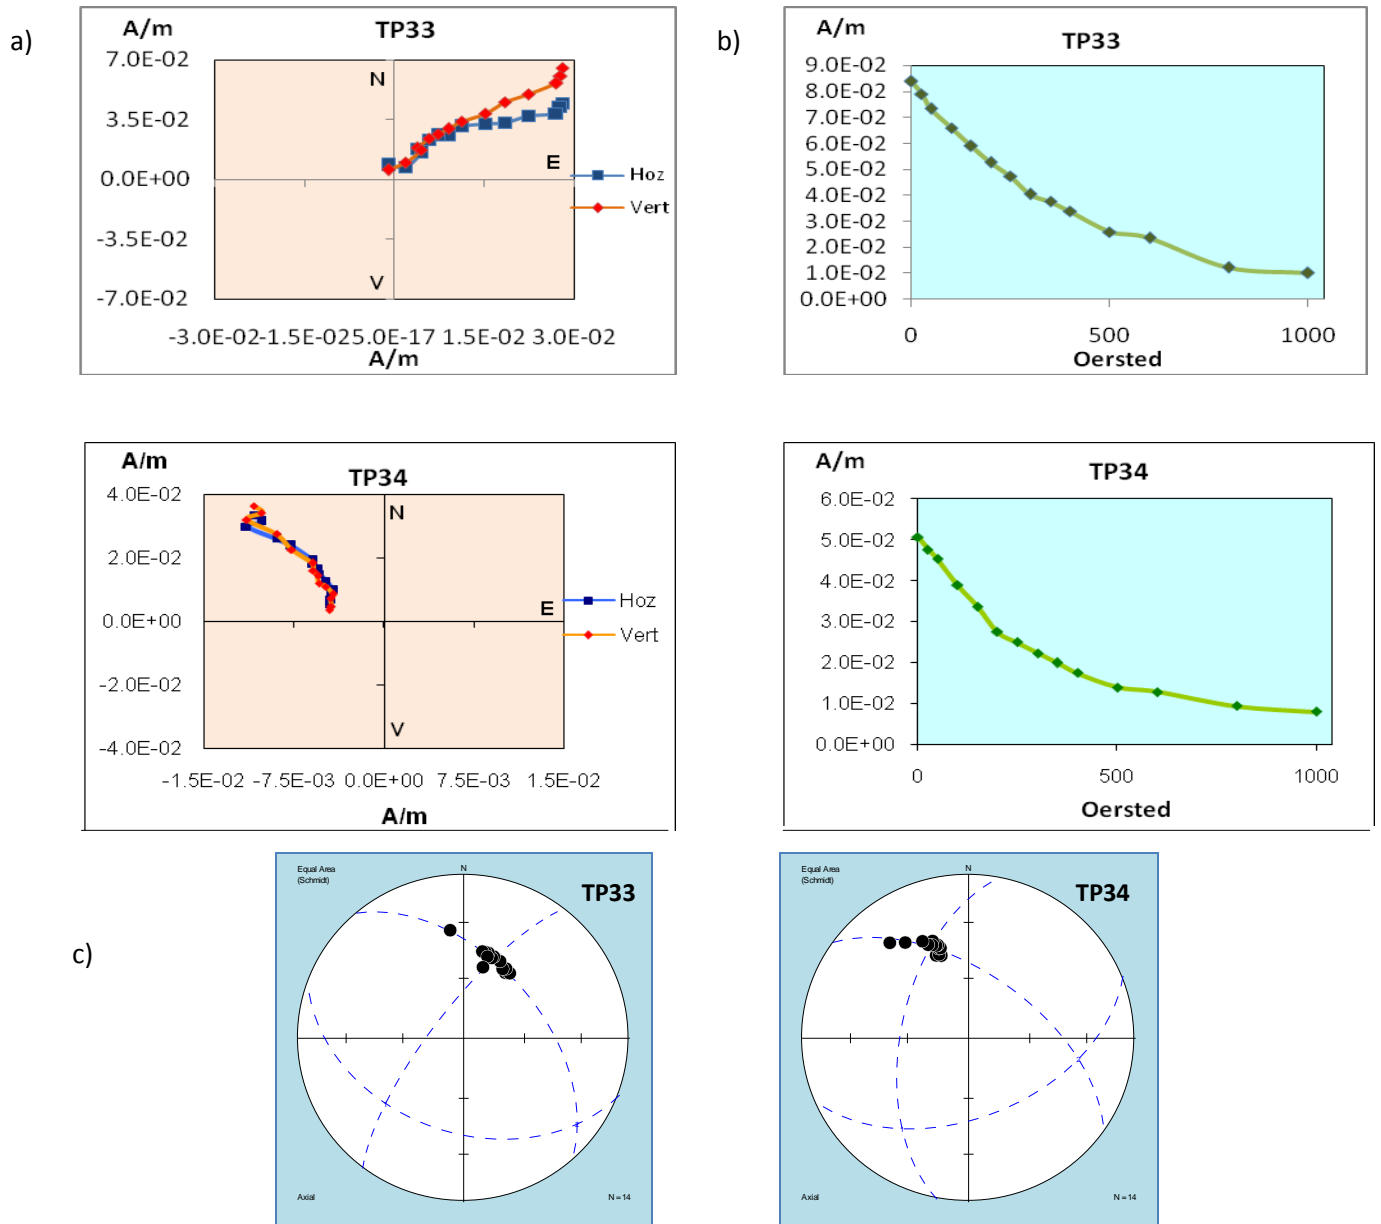 a)
A/m
TP33
7.0E-02
3.5E-02
0.0E+00
-3.5E-02
-7.0E-02
N
E
V
Hoz
Vert
-3.0E-02 -1.5E-02 5.0E-17 1.5E-02 3.0E-02
A/m
b)
A/m
TP33
9.0E-02
8.0E-02
7.0E-02
6.0E-02
5.0E-02
4.0E-02
3.0E-02
2.0E-02
1.0E-02
0.0E+00
0 500 1000
Oersted
A/m
TP34
4.0E-02
2.0E-02
0.0E+00
-2.0E-02
-4.0E-02
N
E
V
Hoz
Vert
-1.5E-02 -7.5E-03 0.0E+00 7.5E-03 1.5E-02
A/m
A/m
TP34
6.0E-02
5.0E-02
4.0E-02
3.0E-02
2.0E-02
1.0E-02
0.0E+00
0 500 1000
Oersted
c)
Equal Area
(Schmidt)
N
TP33
Axial
N = 14
Equal Area
(Schmidt)
N
TP34
Axial
N = 14